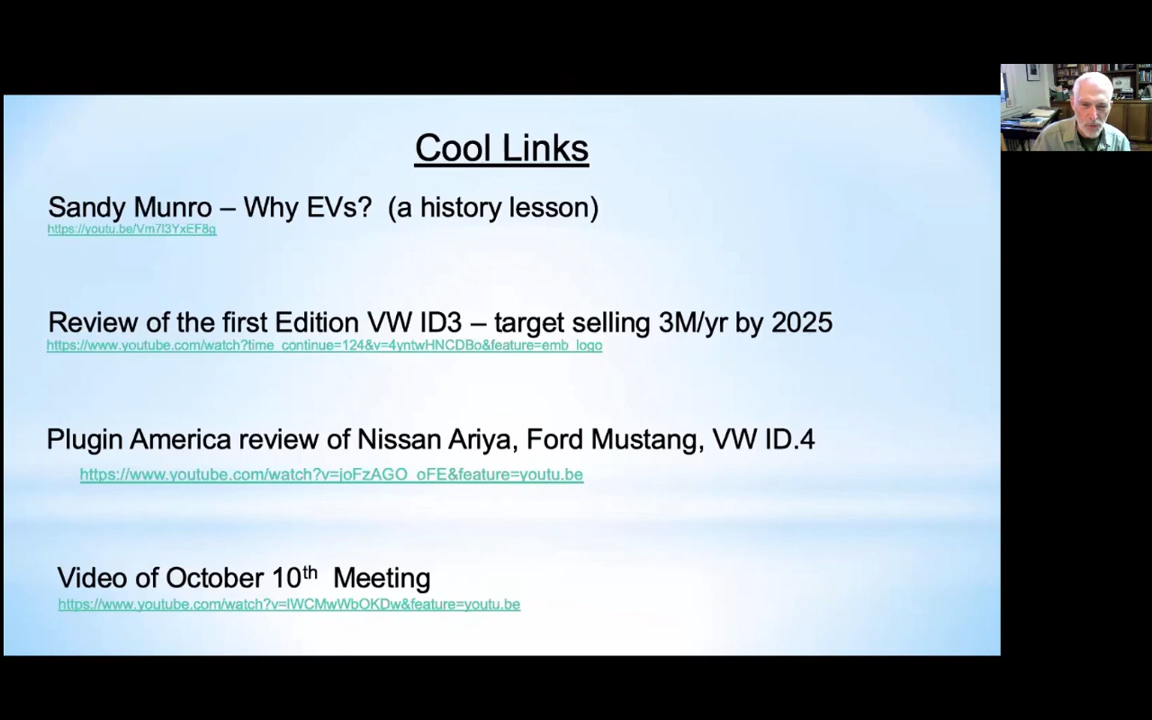 Cool Links
Sandy Munro – Why EVs? (a history lesson)
https://youtu.be/Vm7l3YxEF8g
Review of the first Edition VW ID3 – target selling 3M/yr by 2025
https://www.youtube.com/watch?time_continue=124&v=4yntwHNCDBo&feature=emb_logo
Plugin America review of Nissan Ariya, Ford Mustang, VW ID.4
https://www.youtube.com/watch?v=joFzAGO_oFE&feature=youtu.be
Video of October 10th Meeting
https://www.youtube.com/watch?v=lWCMwWbOKDw&feature=youtu.be